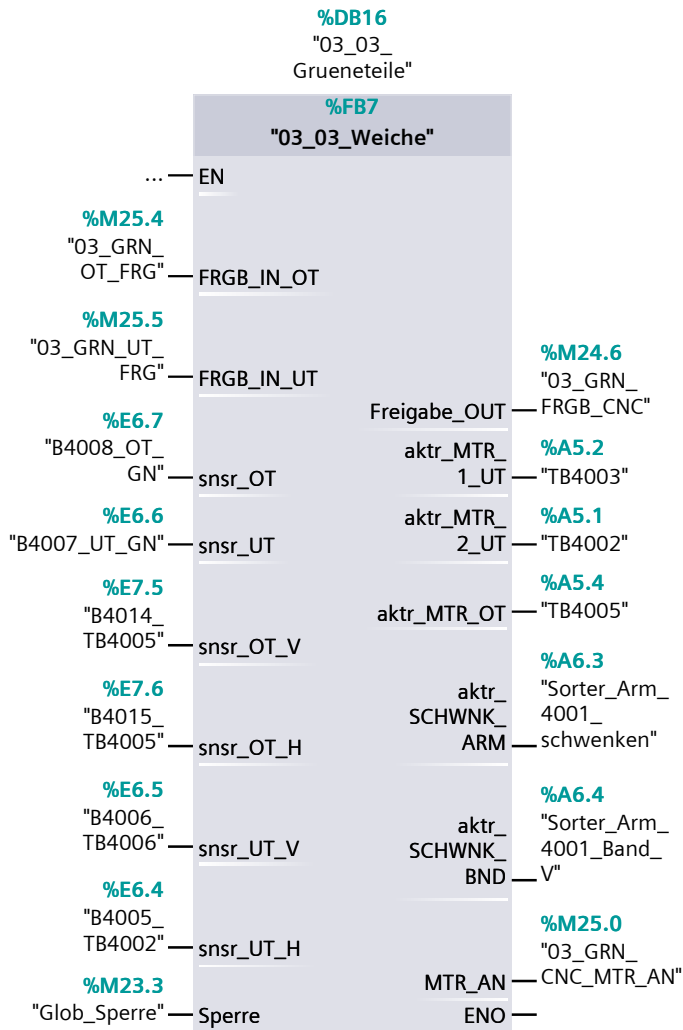 %DB16
"03_03_
Grueneteile"
%FB7
"03_03_Weiche"
... EN
%M25.4
"03_GRN_
OT_FRG"
FRGB_IN_OT
%M25.5
"03_GRN_UT_
FRG"
FRGB_IN_UT
%E6.7
"B4008_OT_
GN"
snsr_OT
%E6.6
"B4007_UT_GN"
snsr_UT
%E7.5
"B4014_
TB4005"
snsr_OT_V
%E7.6
"B4015_
TB4005"
snsr_OT_H
%E6.5
"B4006_
TB4006"
snsr_UT_V
%E6.4
"B4005_
TB4002"
snsr_UT_H
%M23.3
"Glob_Sperre"
Sperre
%M24.6
"03_GRN_
Freigabe_OUT
FRGB_CNC"
aktr_MTR_
1_UT
%A5.2
"TB4003"
aktr_MTR_
2_UT
%A5.1
"TB4002"
aktr_MTR_OT
%A5.4
"TB4005"
aktr_
SCHWNK_
ARM
%A6.3
"Sorter_Arm_
4001_
schwenken"
aktr_
SCHWNK_
BND
%A6.4
"Sorter_Arm_
4001_Band_
V"
MTR_AN
%M25.0
"03_GRN_
CNC_MTR_AN"
ENO